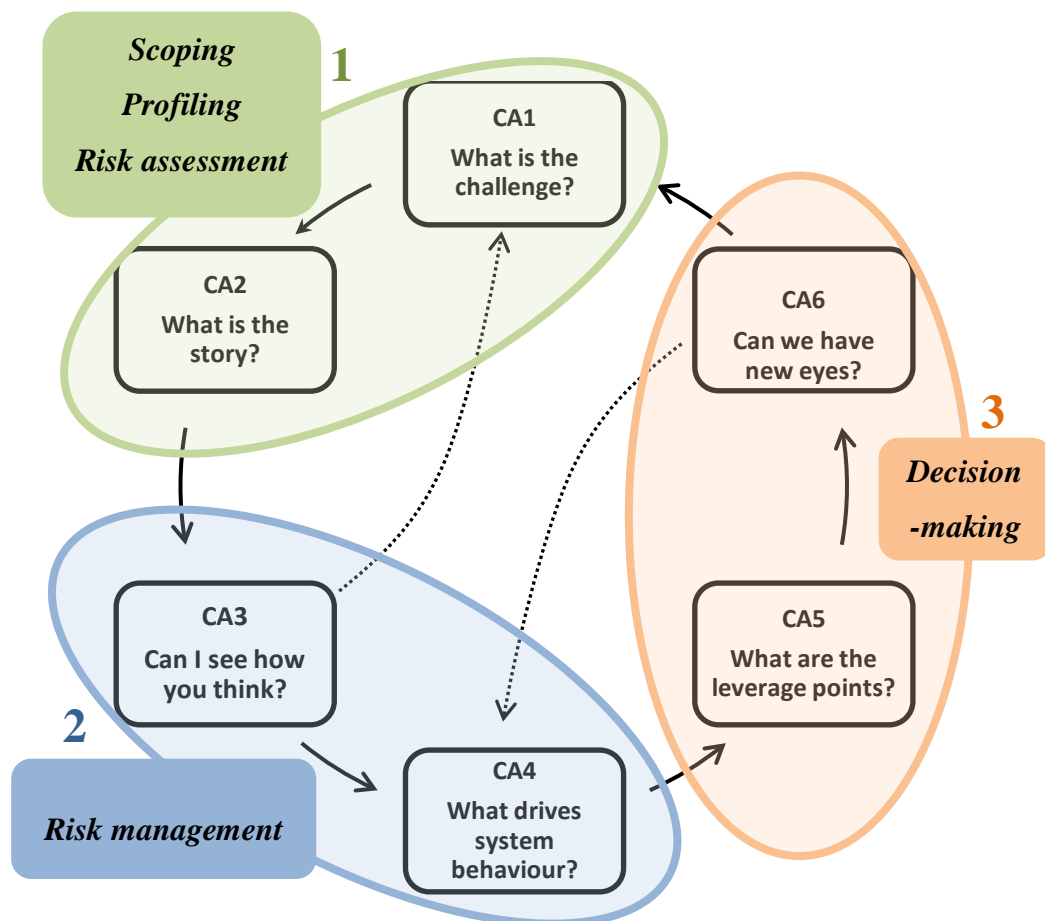 Scoping
Profiling
Risk assessment
1
CA1
What is the
challenge?
CA2
What is the
story?
CA3
Can I see how
you think?
2
Risk management
CA4
What drives
system
behaviour?
CA5
What are the
leverage points?
CA6
Can we have
new eyes?
3
Decision
-making